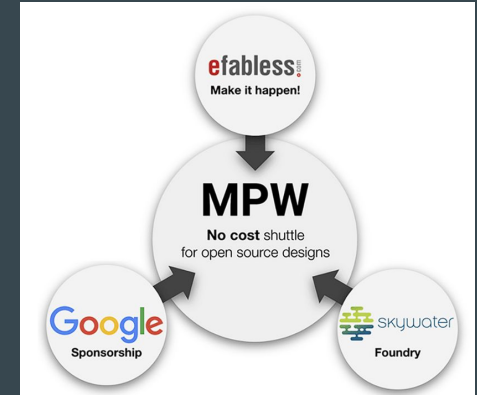 efabless.com
Make it happen!
MPW
No cost shuttle
for open source designs
Google
Sponsorship
skywater
Foundry